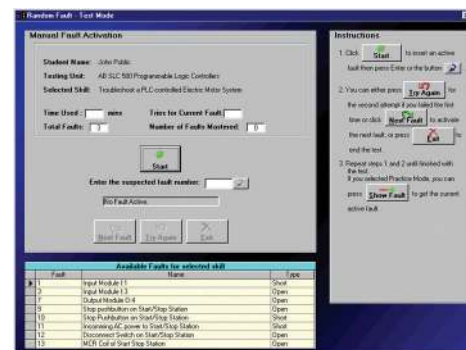 Random Fault - Test Mode
Manual Fault Activation
Student Name: John Public
Testing Unit: AB SLC 500 Programmable Logic Controllers
Selected Skill: Troubleshoot a PLC-controlled Electric Motor System
Time Used: mins Tries for Current Fault:
Total Faults: Number of Faults Mastered: 0
Start
Enter the suspected fault number:
No Fault Active
Next Fault Try Again Exit
Available Faults for selected skill
Fault Name Type
1 Input Module I:1 Short
3 Input Module I:3 Open
7 Output Module O:4 Open
9 Stop pushbutton on Start/Stop Station Open
10 Stop Pushbutton on Start/Stop Station Short
11 Incomming AC power to Start/Stop Station Open
12 Disconnect Switch on Start/Stop Station Open
13 MCR Coil of Start Stop Station Open
Instructions
1. Click Start to insert an active
fault then press Enter or the button
2. You can either press Try Again for
the second attempt if you failed the first
time or click Next Fault to activate
the next fault, or press Exit to
end the test.
3. Repeat steps 1 and 2 until finished with
the test.
If you selected Practice Mode, you can
press Show Fault to get the current
active fault.